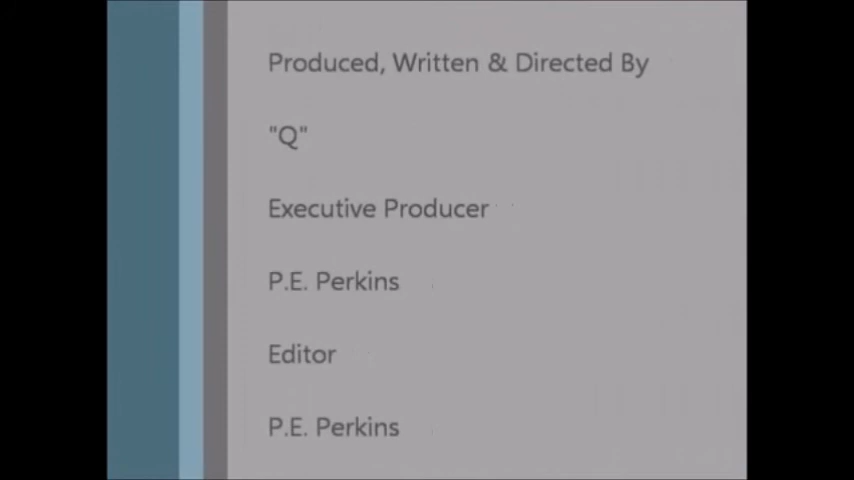 Produced, Written & Directed By
"Q"
Executive Producer
P.E. Perkins
Editor
P.E. Perkins